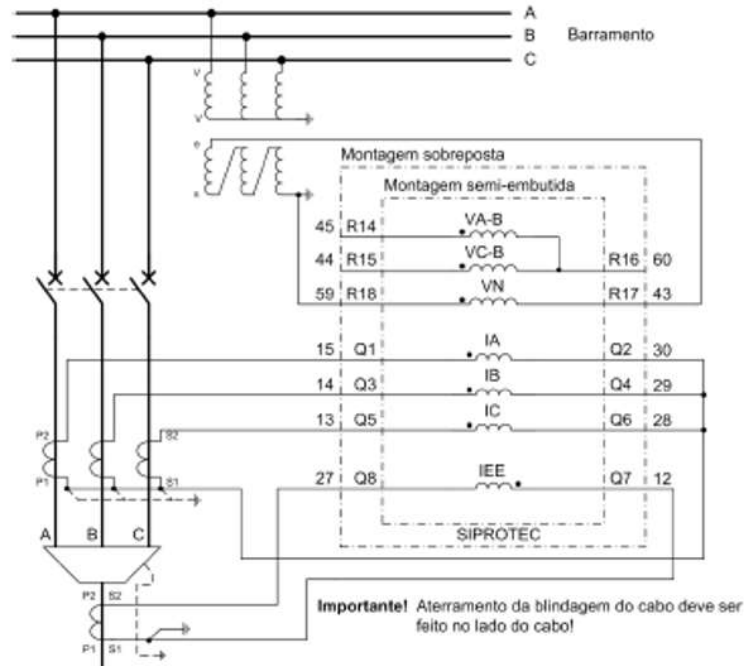 A
B Barramento
C
V
V
e
n
Montagem sobreposta
Montagem semi-embutida
45 R14 VA-B
44 R15 VC-B R16 60
59 R18 VN R17 43
15 Q1 IA Q2 30
14 Q3 IB Q4 29
13 Q5 IC Q6 28
P2 S2
P1 S1
27 Q8 IEE Q7 12
A B C
SIPROTEC
P2 S2
P1 S1
Importante! Aterramento da blindagem do cabo deve ser
feito no lado do cabo!